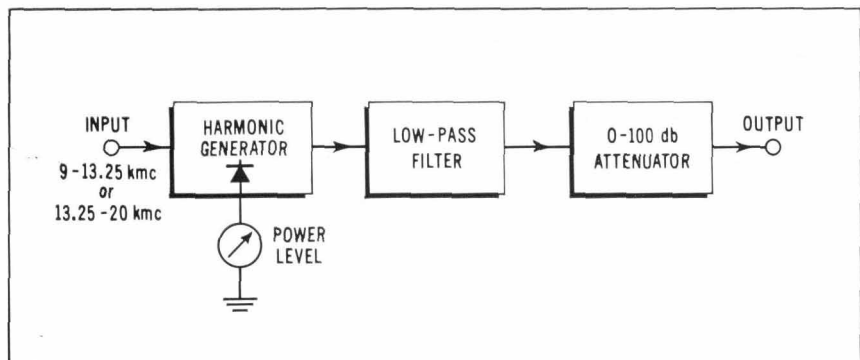 INPUT
9-13.25 kmc
or
13.25-20 kmc
HARMONIC
GENERATOR
POWER
LEVEL
LOW-PASS
FILTER
0-100 db
ATTENUATOR
OUTPUT